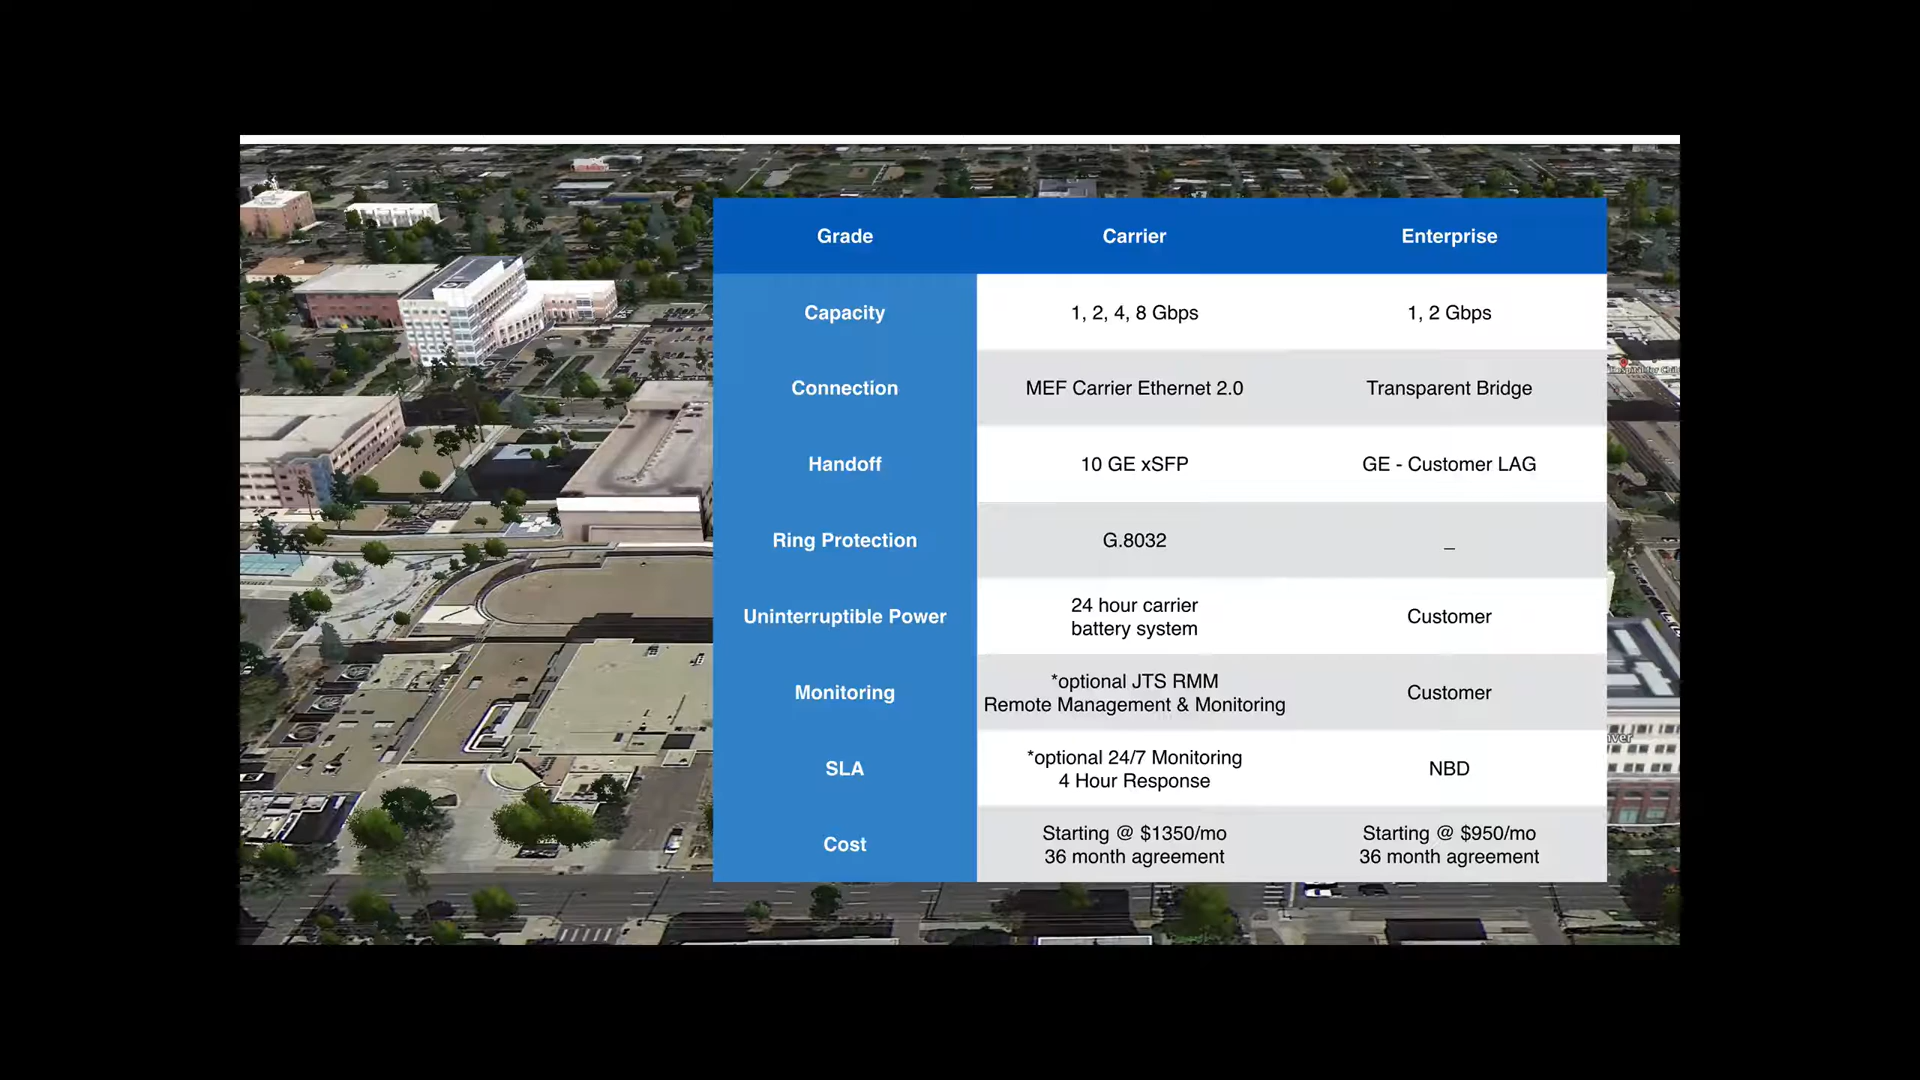 Grade Carrier Enterprise
Capacity 1, 2, 4, 8 Gbps 1, 2 Gbps
Connection MEF Carrier Ethernet 2.0 Transparent Bridge
Handoff 10 GE xSFP GE - Customer LAG
Ring Protection G.8032 _
Uninterruptible Power 24 hour carrier
battery system Customer
Monitoring *optional JTS RMM
Remote Management & Monitoring Customer
SLA *optional 24/7 Monitoring
4 Hour Response NBD
Cost Starting @ $1350/mo
36 month agreement Starting @ $950/mo
36 month agreement